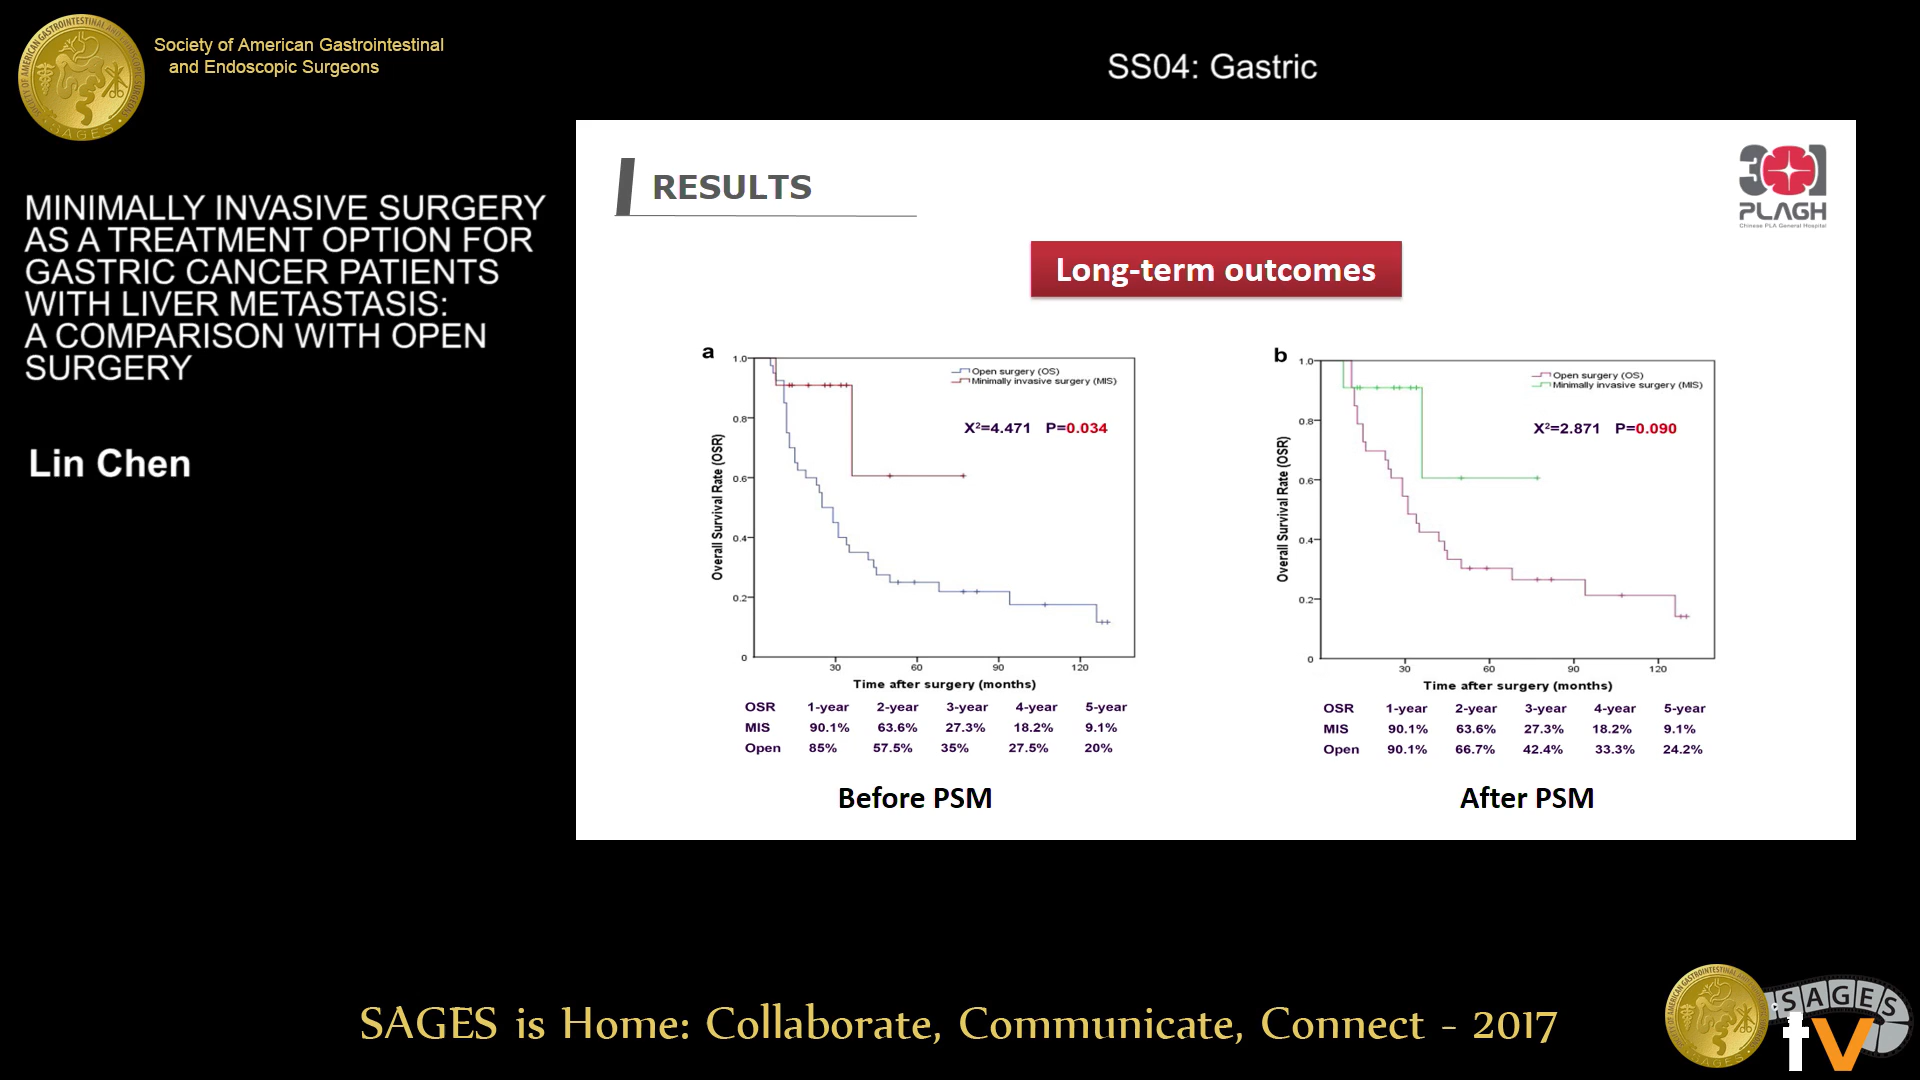 Society of American Gastrointestinal
and Endoscopic Surgeons
SS04: Gastric
MINIMALLY INVASIVE SURGERY
AS A TREATMENT OPTION FOR
GASTRIC CANCER PATIENTS
WITH LIVER METASTASIS:
A COMPARISON WITH OPEN
SURGERY
Lin Chen
RESULTS
301
PLAGH
Chinese PLA General Hospital
Long-term outcomes
a
Open surgery (OS)
Minimally invasive surgery (MIS)
X²=4.471 P=0.034
Overall Survival Rate (OSR)
1.0
0.8
0.6
0.4
0.2
0
30 60 90 120
Time after surgery (months)
OSR 1-year 2-year 3-year 4-year 5-year
MIS 90.1% 63.6% 27.3% 18.2% 9.1%
Open 85% 57.5% 35% 27.5% 20%
Before PSM
b
Open surgery (OS)
Minimally invasive surgery (MIS)
X²=2.871 P=0.090
Overall Survival Rate (OSR)
1.0
0.8
0.6
0.4
0.2
0
30 60 90 120
Time after surgery (months)
OSR 1-year 2-year 3-year 4-year 5-year
MIS 90.1% 63.6% 27.3% 18.2% 9.1%
Open 90.1% 66.7% 42.4% 33.3% 24.2%
After PSM
SAGES is Home: Collaborate, Communicate, Connect - 2017
SAGES
tv